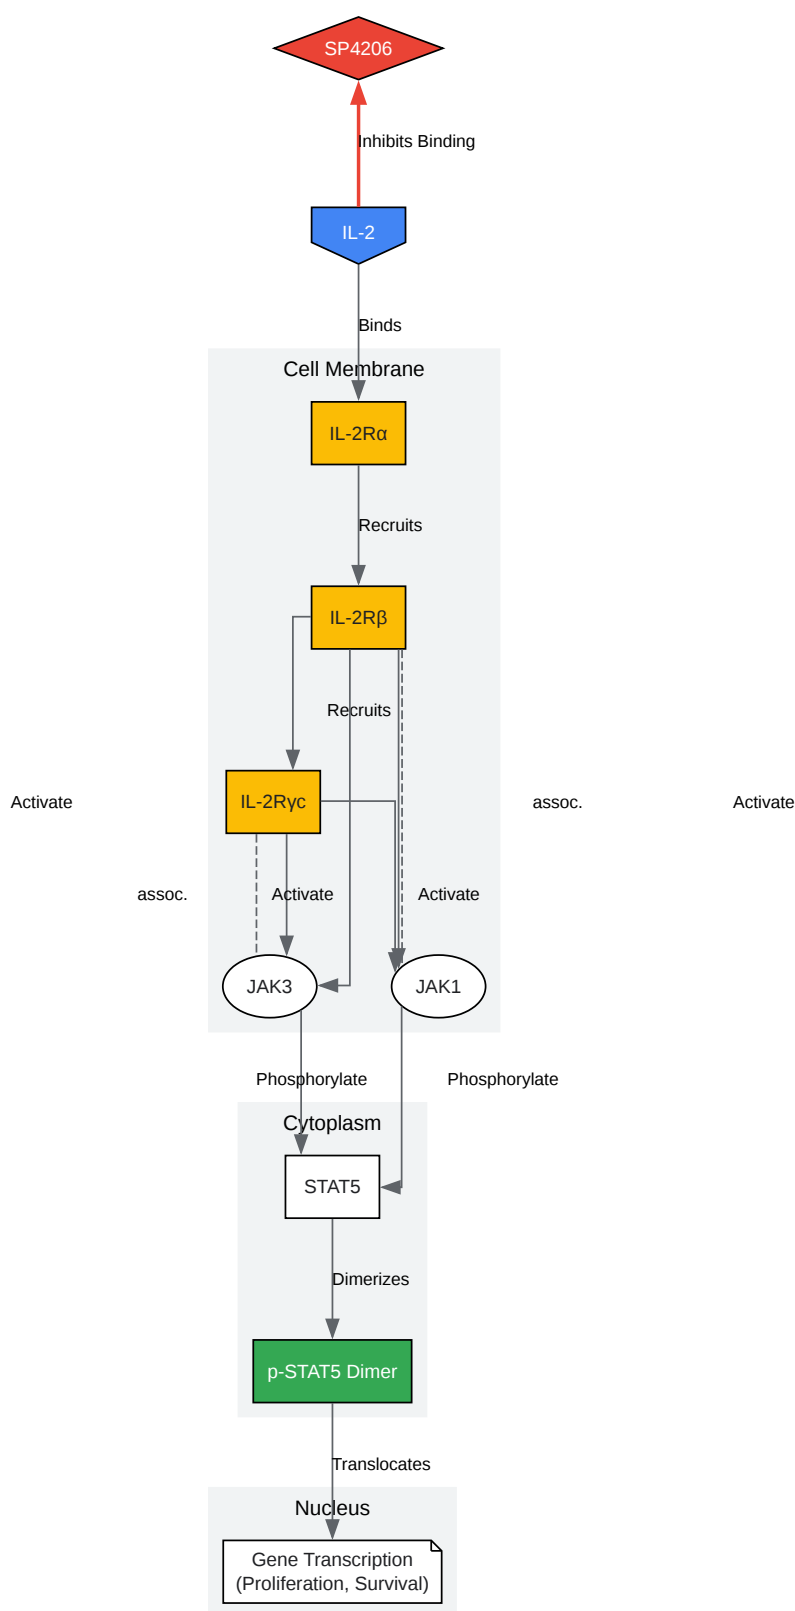 SP4206
Inhibits Binding
IL-2
Binds
Cell Membrane
IL-2Rα
Recruits
IL-2Rβ
Recruits
Activate
IL-2Rγc
assoc.
Activate
assoc.
Activate
Activate
JAK3
JAK1
Phosphorylate
Phosphorylate
Cytoplasm
STAT5
Dimerizes
p-STAT5 Dimer
Translocates
Nucleus
Gene Transcription
(Proliferation, Survival)